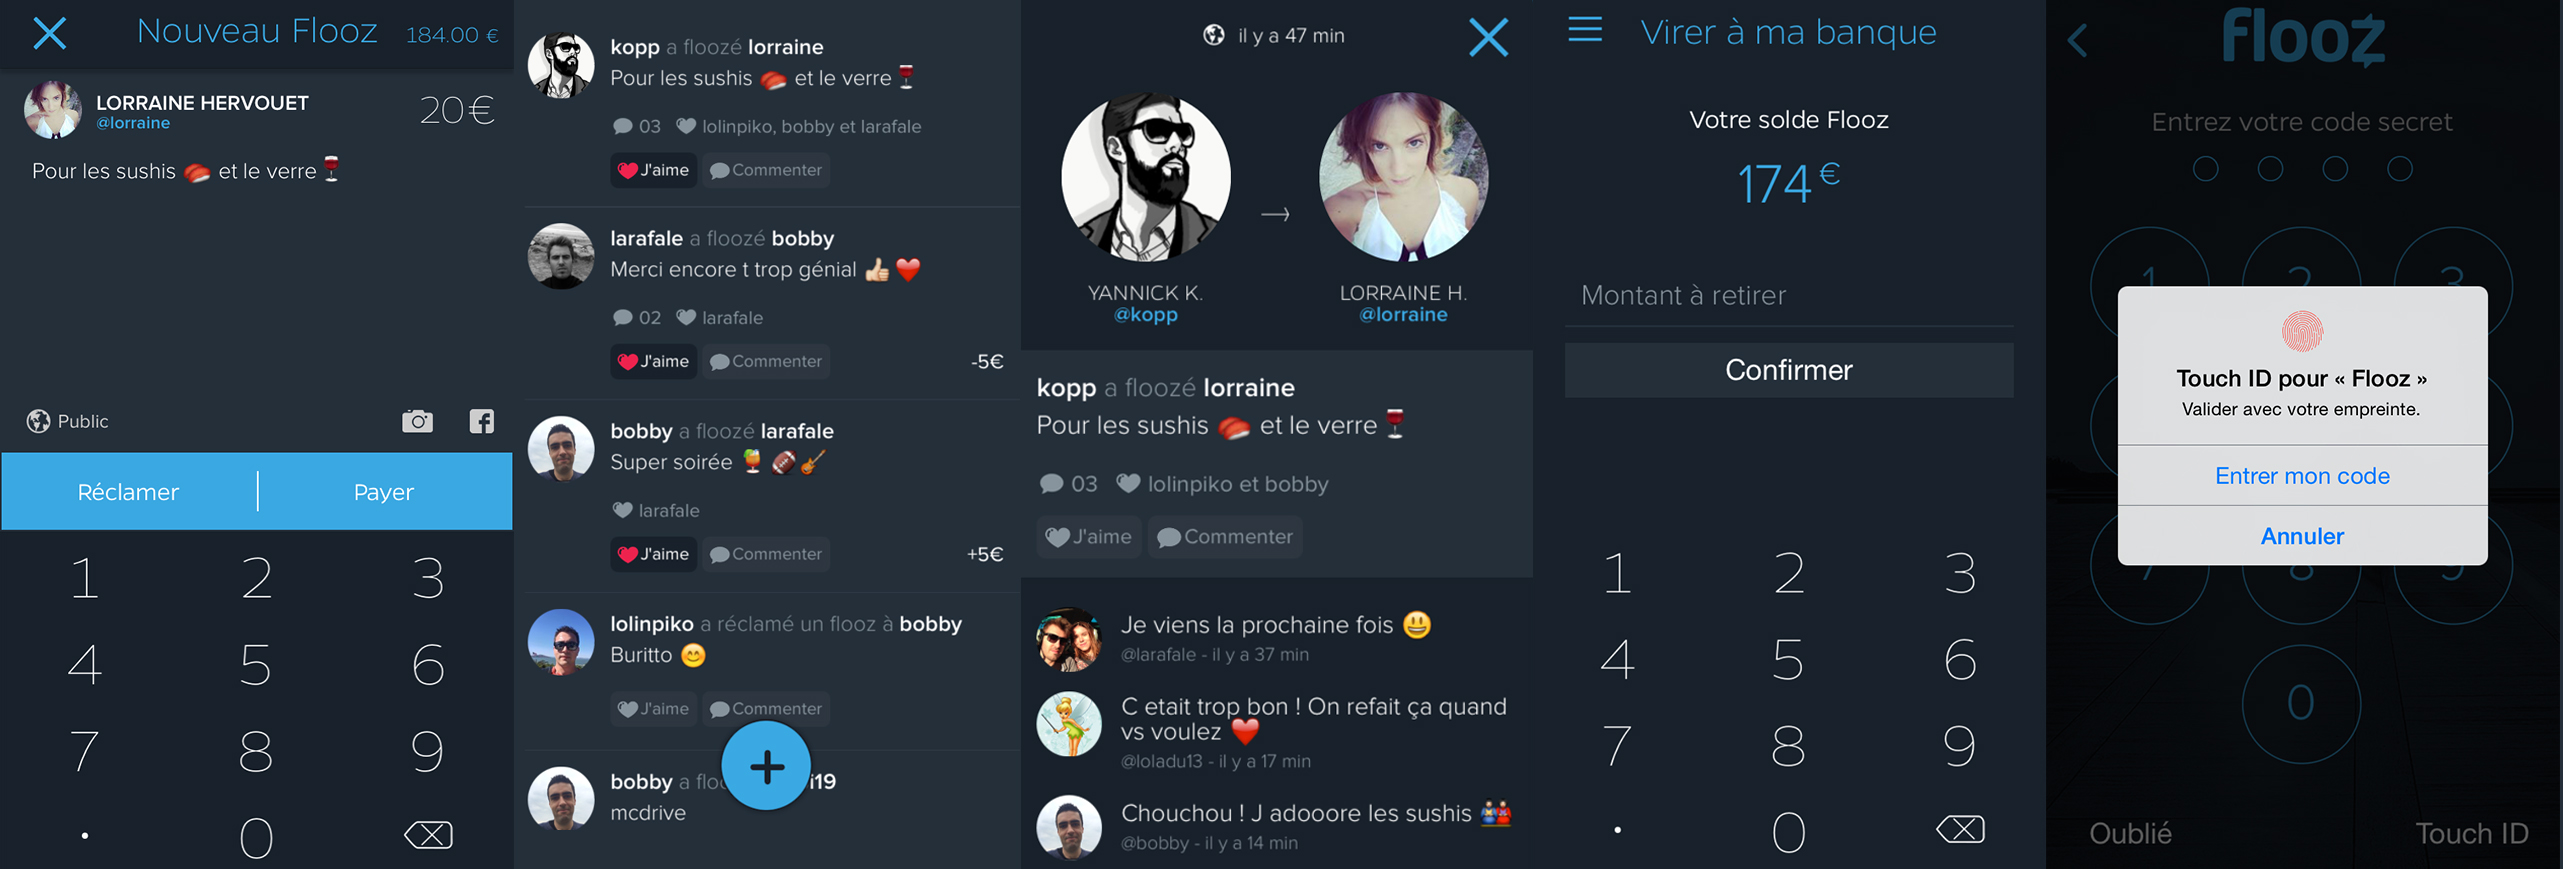 Nouveau Flooz 184.00 €
LORRAINE HERVOUET 20€
@lorraine
Pour les sushis et le verre
Public
Réclamer Payer
1 2 3
4 5 6
7 8 9
. 0
kopp a floozé lorraine
Pour les sushis et le verre
03 lolinpiko, bobby et larafale
J'aime Commenter
larafale a floozé bobby
Merci encore t trop génial
02 larafale
J'aime Commenter -5€
bobby a floozé larafale
Super soirée
larafale
J'aime Commenter +5€
lolinpiko a réclamé un flooz à bobby
Buritto
J'aime Commenter
bobby a i19
mcdrive
il y a 47 min
YANNICK K. LORRAINE H.
@kopp @lorraine
kopp a floozé lorraine
Pour les sushis et le verre
03 lolinpiko et bobby
J'aime Commenter
Je viens la prochaine fois
@larafale - il y a 37 min
C etait trop bon ! On refait ça quand
vs voulez
@loladu13 - il y a 17 min
Chouchou ! J adooore les sushis
@bobby - il y a 14 min
Virer à ma banque
Votre solde Flooz
174 €
Montant à retirer
Confirmer
1 2 3
4 5 6
7 8 9
. 0
flooz
Entrez votre code secret
1 2 3
Touch ID pour « Flooz »
Valider avec votre empreinte.
Entrer mon code
Annuler
7 8 9
0
Oublié Touch ID